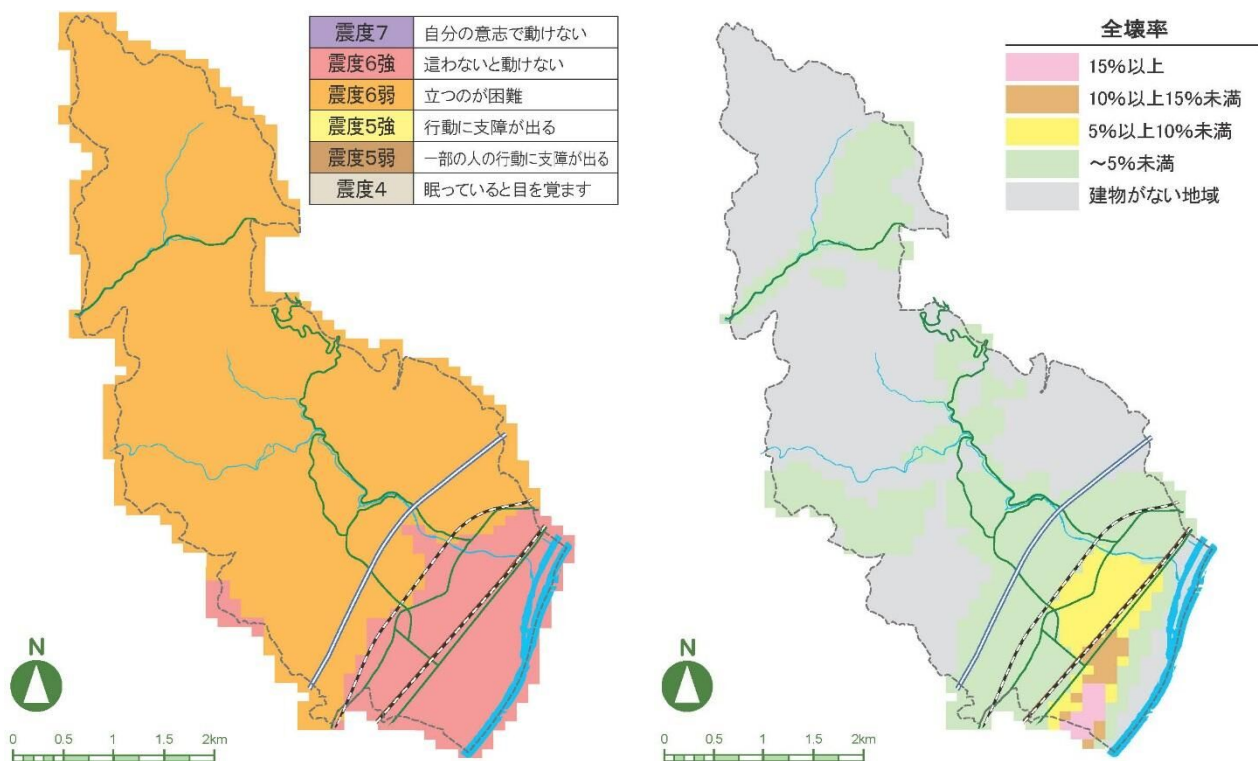 震度7 自分の意志で動けない
震度6強 這わないと動けない
震度6弱 立つのが困難
震度5強 行動に支障が出る
震度5弱 一部の人の行動に支障が出る
震度4 眠っていると目を覚ます
N
0 0.5 1 1.5 2km
全壊率
15%以上
10%以上15%未満
5%以上10%未満
～5%未満
建物がない地域
N
0 0.5 1 1.5 2km